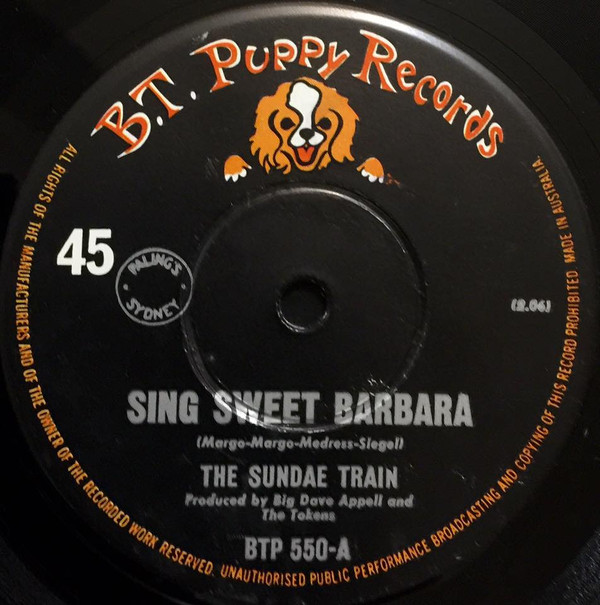 B.T. Puppy Records
45
PALINGS
SYDNEY
(2.06)
SING SWEET BARBARA
(Margo-Margo-Medress-Siegel)
THE SUNDAE TRAIN
Produced by Big Dave Appell and
The Tokens
BTP 550-A
ALL RIGHTS OF THE MANUFACTURERS AND OF THE OWNER OF THE RECORDED WORK RESERVED. UNAUTHORISED PUBLIC PERFORMANCE BROADCASTING AND COPYING OF THIS RECORD PROHIBITED MADE IN AUSTRALIA.